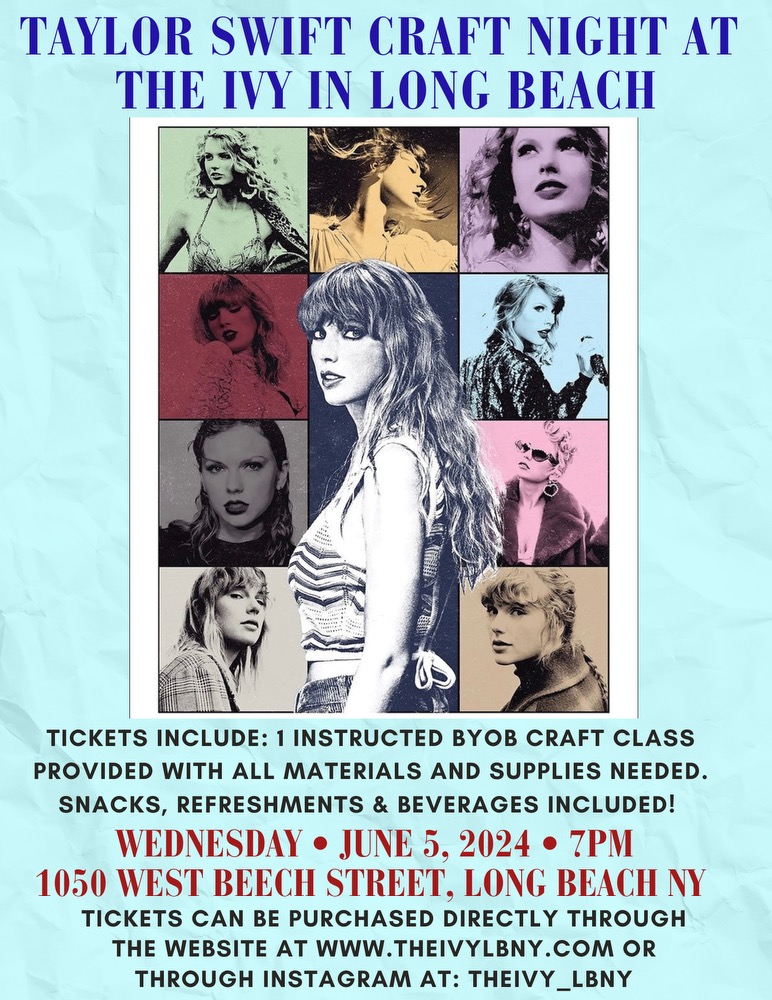 TAYLOR SWIFT CRAFT NIGHT AT
THE IVY IN LONG BEACH
TICKETS INCLUDE: 1 INSTRUCTED BYOB CRAFT CLASS
PROVIDED WITH ALL MATERIALS AND SUPPLIES NEEDED.
SNACKS, REFRESHMENTS & BEVERAGES INCLUDED!
WEDNESDAY • JUNE 5, 2024 • 7PM
1050 WEST BEECH STREET, LONG BEACH NY
TICKETS CAN BE PURCHASED DIRECTLY THROUGH
THE WEBSITE AT WWW.THEIVYLBNY.COM OR
THROUGH INSTAGRAM AT: THEIVY_LBNY